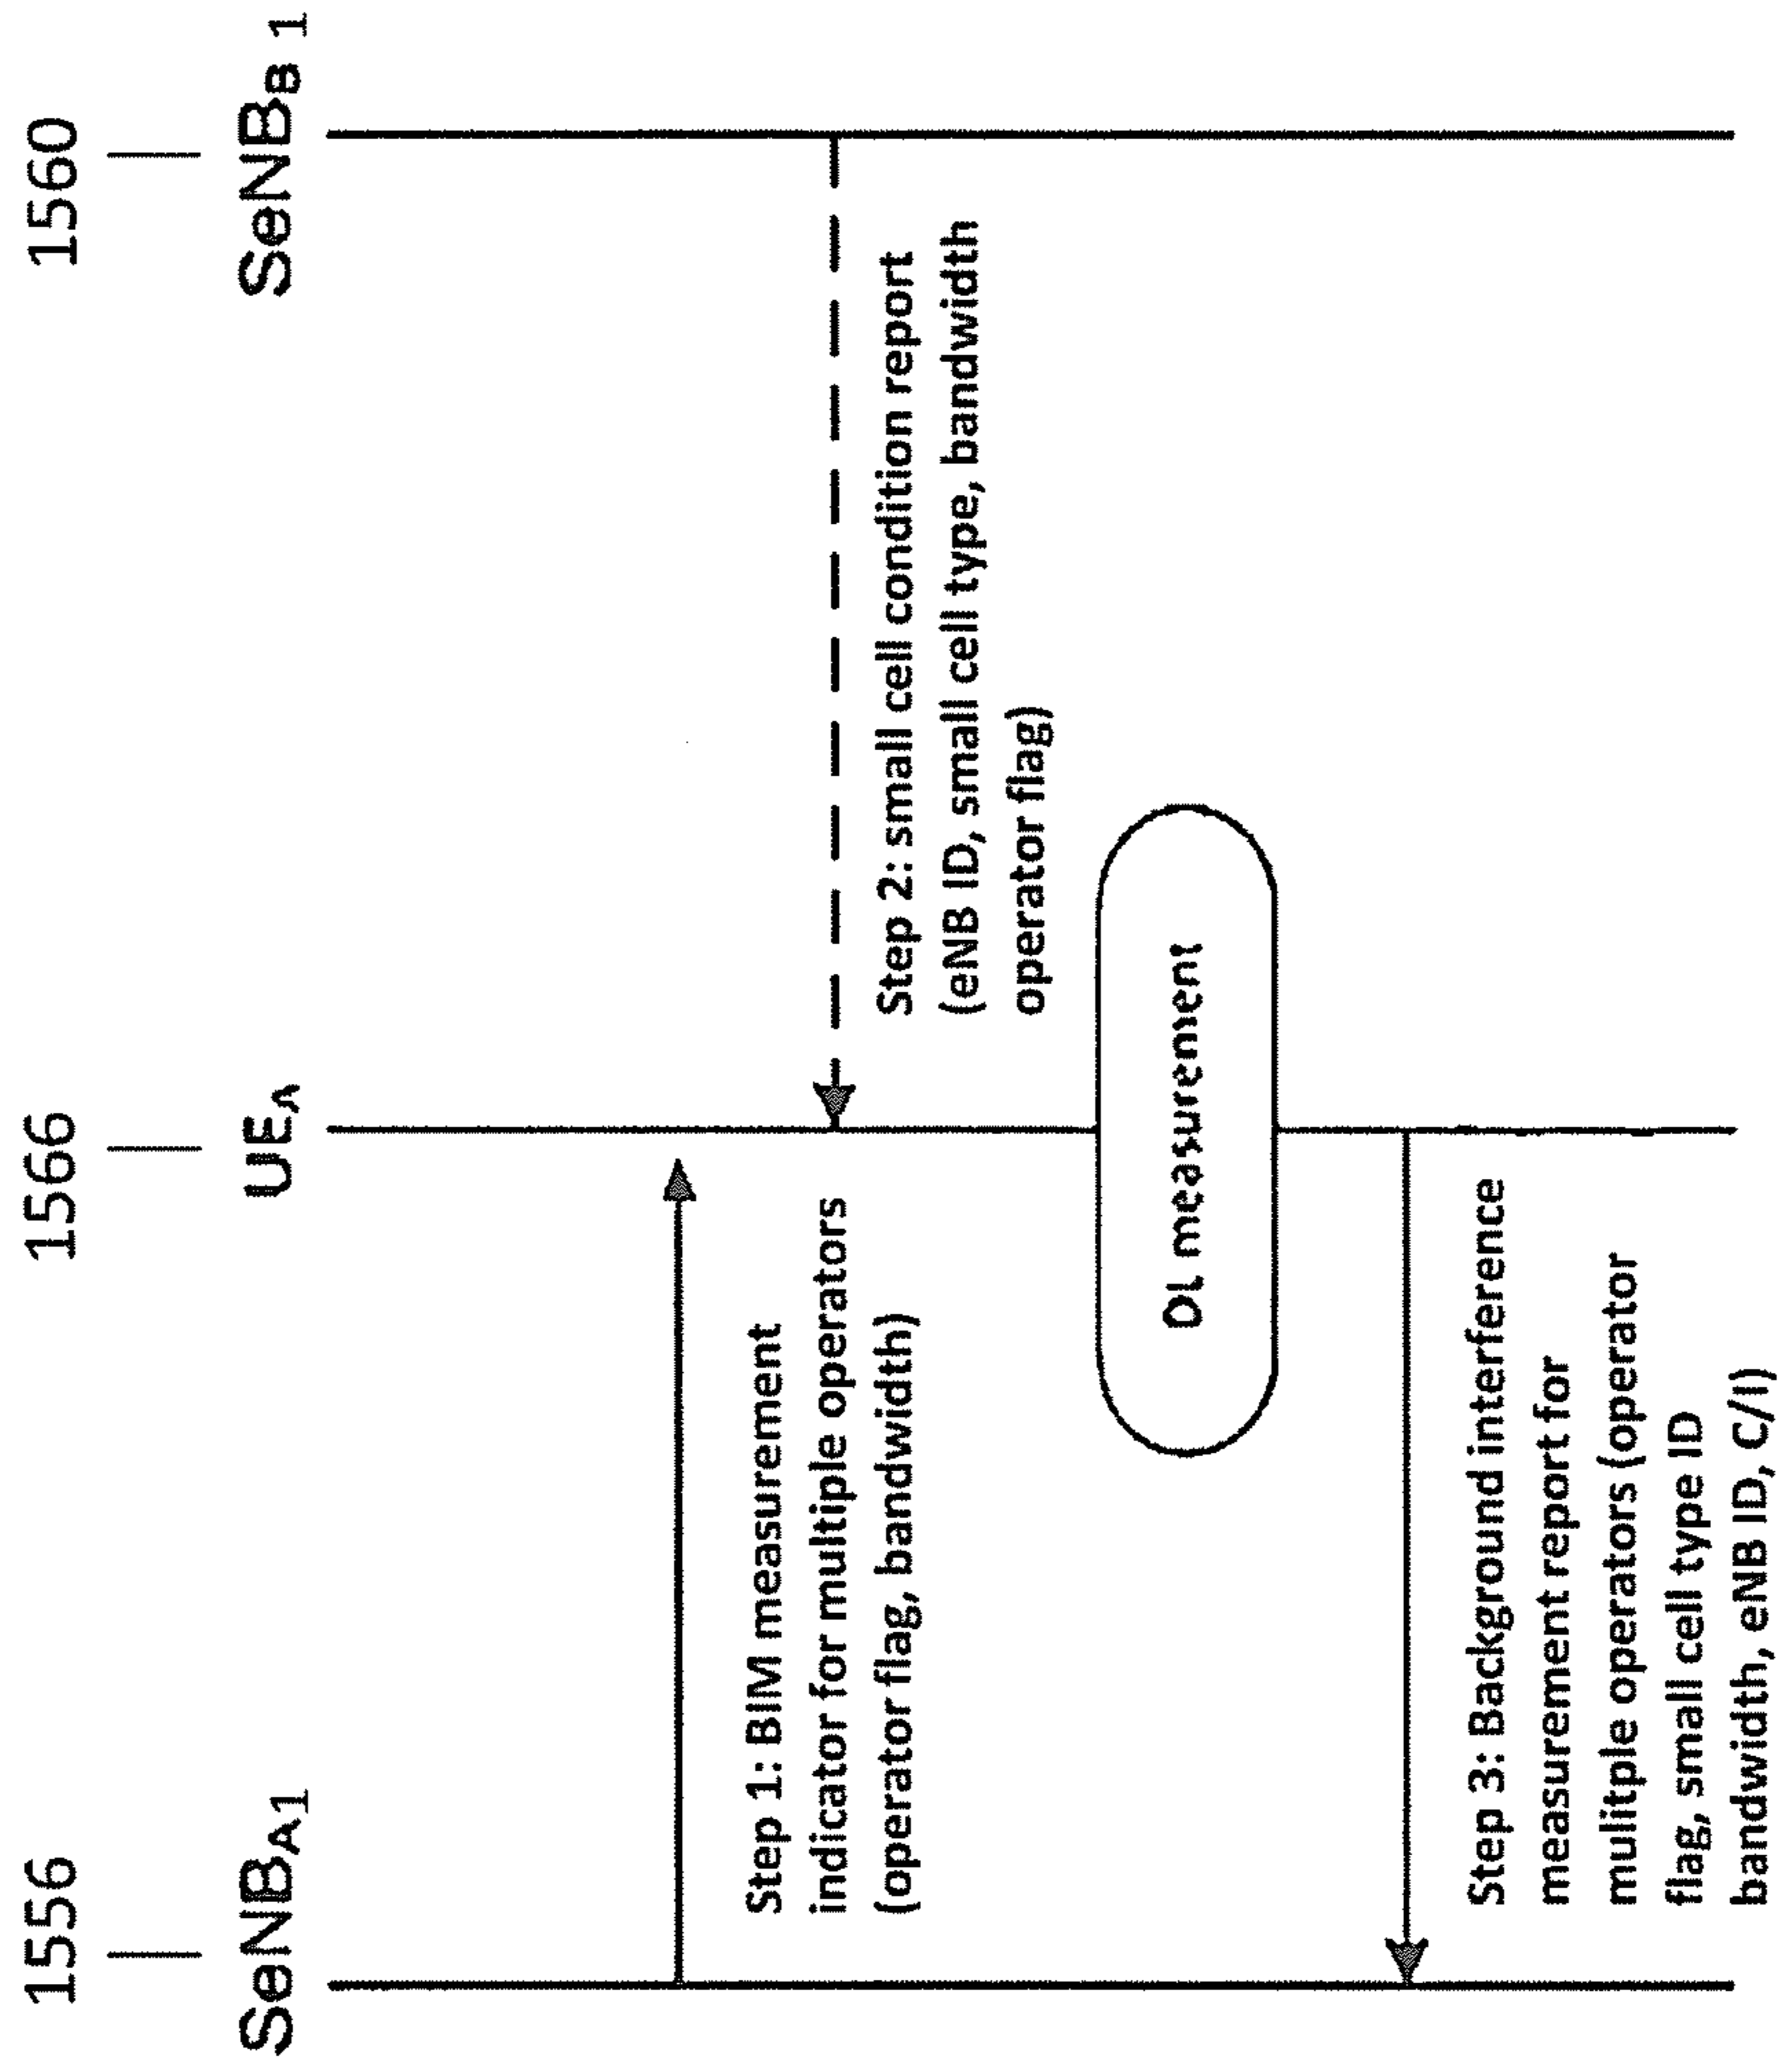 1556
1566
1560
SeNBA1
UEA
SeNBB 1
Step 1: BIM measurement
indicator for multiple operators
(operator flag, bandwidth)
Step 2: small cell condition report
(eNB ID, small cell type, bandwidth
operator flag)
DL measurement
Step 3: Background interference
measurement report for
mulitple operators (operator
flag, small cell type ID
bandwidth, eNB ID, C/I)